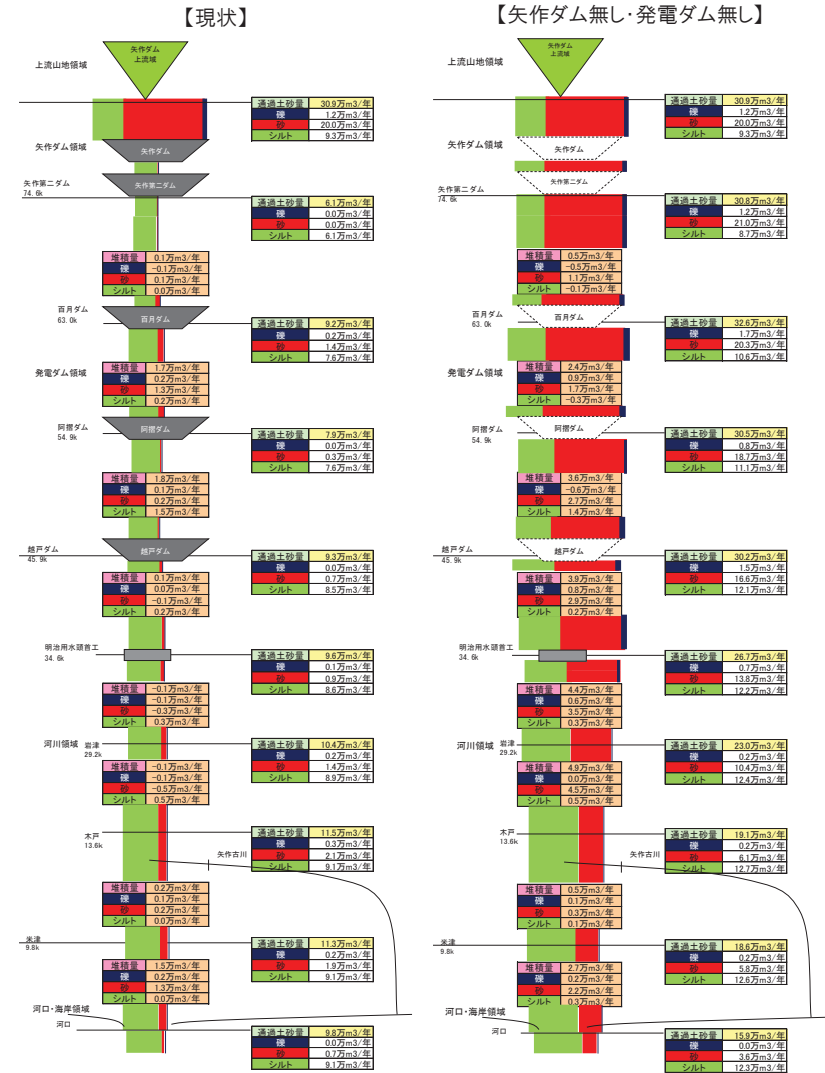 【現状】
矢作ダム
上流域
上流山地領域
通過土砂量 30.9万m3/年
礫 1.2万m3/年
砂 20.0万m3/年
シルト 9.3万m3/年
矢作ダム領域
矢作ダム
矢作第二ダム
矢作第二ダム
74.6k
通過土砂量 6.1万m3/年
礫 0.0万m3/年
砂 0.0万m3/年
シルト 6.1万m3/年
堆積量 0.1万m3/年
礫 -0.1万m3/年
砂 0.1万m3/年
シルト 0.0万m3/年
百月ダム
63.0k
百月ダム
通過土砂量 9.2万m3/年
礫 0.2万m3/年
砂 1.4万m3/年
シルト 7.6万m3/年
発電ダム領域
堆積量 1.7万m3/年
礫 0.2万m3/年
砂 1.3万m3/年
シルト 0.2万m3/年
阿摺ダム
54.9k
阿摺ダム
通過土砂量 7.9万m3/年
礫 0.0万m3/年
砂 0.3万m3/年
シルト 7.6万m3/年
堆積量 1.8万m3/年
礫 0.1万m3/年
砂 0.2万m3/年
シルト 1.5万m3/年
越戸ダム
45.9k
越戸ダム
通過土砂量 9.3万m3/年
礫 0.0万m3/年
砂 0.7万m3/年
シルト 8.5万m3/年
堆積量 0.1万m3/年
礫 0.0万m3/年
砂 -0.1万m3/年
シルト 0.2万m3/年
明治用水頭首工
34.6k
通過土砂量 9.6万m3/年
礫 0.1万m3/年
砂 0.9万m3/年
シルト 8.6万m3/年
堆積量 -0.1万m3/年
礫 -0.1万m3/年
砂 -0.3万m3/年
シルト 0.3万m3/年
河川領域
岩津
29.2k
通過土砂量 10.4万m3/年
礫 0.2万m3/年
砂 1.4万m3/年
シルト 8.9万m3/年
堆積量 -0.1万m3/年
礫 -0.1万m3/年
砂 -0.5万m3/年
シルト 0.5万m3/年
木戸
13.6k
矢作古川
通過土砂量 11.5万m3/年
礫 0.3万m3/年
砂 2.1万m3/年
シルト 9.1万m3/年
堆積量 0.2万m3/年
礫 0.1万m3/年
砂 0.2万m3/年
シルト 0.0万m3/年
米津
9.8k
通過土砂量 11.3万m3/年
礫 0.2万m3/年
砂 1.9万m3/年
シルト 9.1万m3/年
堆積量 1.5万m3/年
礫 0.2万m3/年
砂 1.3万m3/年
シルト 0.0万m3/年
河口・海岸領域
河口
通過土砂量 9.8万m3/年
礫 0.0万m3/年
砂 0.7万m3/年
シルト 9.1万m3/年
【矢作ダム無し・発電ダム無し】
矢作ダム
上流域
上流山地領域
通過土砂量 30.9万m3/年
礫 1.2万m3/年
砂 20.0万m3/年
シルト 9.3万m3/年
矢作ダム領域
矢作ダム
矢作第二ダム
矢作第二ダム
74.6k
通過土砂量 30.8万m3/年
礫 1.2万m3/年
砂 21.0万m3/年
シルト 8.7万m3/年
堆積量 0.5万m3/年
礫 -0.5万m3/年
砂 1.1万m3/年
シルト -0.1万m3/年
百月ダム
63.0k
百月ダム
通過土砂量 32.6万m3/年
礫 1.7万m3/年
砂 20.3万m3/年
シルト 10.6万m3/年
発電ダム領域
堆積量 2.4万m3/年
礫 0.9万m3/年
砂 1.7万m3/年
シルト -0.3万m3/年
阿摺ダム
54.9k
阿摺ダム
通過土砂量 30.5万m3/年
礫 0.8万m3/年
砂 18.7万m3/年
シルト 11.1万m3/年
堆積量 3.6万m3/年
礫 -0.6万m3/年
砂 2.7万m3/年
シルト 1.4万m3/年
越戸ダム
45.9k
越戸ダム
通過土砂量 30.2万m3/年
礫 1.5万m3/年
砂 16.6万m3/年
シルト 12.1万m3/年
堆積量 3.9万m3/年
礫 0.8万m3/年
砂 2.9万m3/年
シルト 0.2万m3/年
明治用水頭首工
34.6k
通過土砂量 26.7万m3/年
礫 0.7万m3/年
砂 13.8万m3/年
シルト 12.2万m3/年
堆積量 4.4万m3/年
礫 0.6万m3/年
砂 3.5万m3/年
シルト 0.3万m3/年
河川領域
岩津
29.2k
通過土砂量 23.0万m3/年
礫 0.2万m3/年
砂 10.4万m3/年
シルト 12.4万m3/年
堆積量 4.9万m3/年
礫 0.0万m3/年
砂 4.5万m3/年
シルト 0.5万m3/年
木戸
13.6k
矢作古川
通過土砂量 19.1万m3/年
礫 0.2万m3/年
砂 6.1万m3/年
シルト 12.7万m3/年
堆積量 0.5万m3/年
礫 0.1万m3/年
砂 0.3万m3/年
シルト 0.1万m3/年
米津
9.8k
通過土砂量 18.6万m3/年
礫 0.2万m3/年
砂 5.8万m3/年
シルト 12.6万m3/年
堆積量 2.7万m3/年
礫 0.2万m3/年
砂 2.2万m3/年
シルト 0.3万m3/年
河口・海岸領域
河口
通過土砂量 15.9万m3/年
礫 0.0万m3/年
砂 3.6万m3/年
シルト 12.3万m3/年